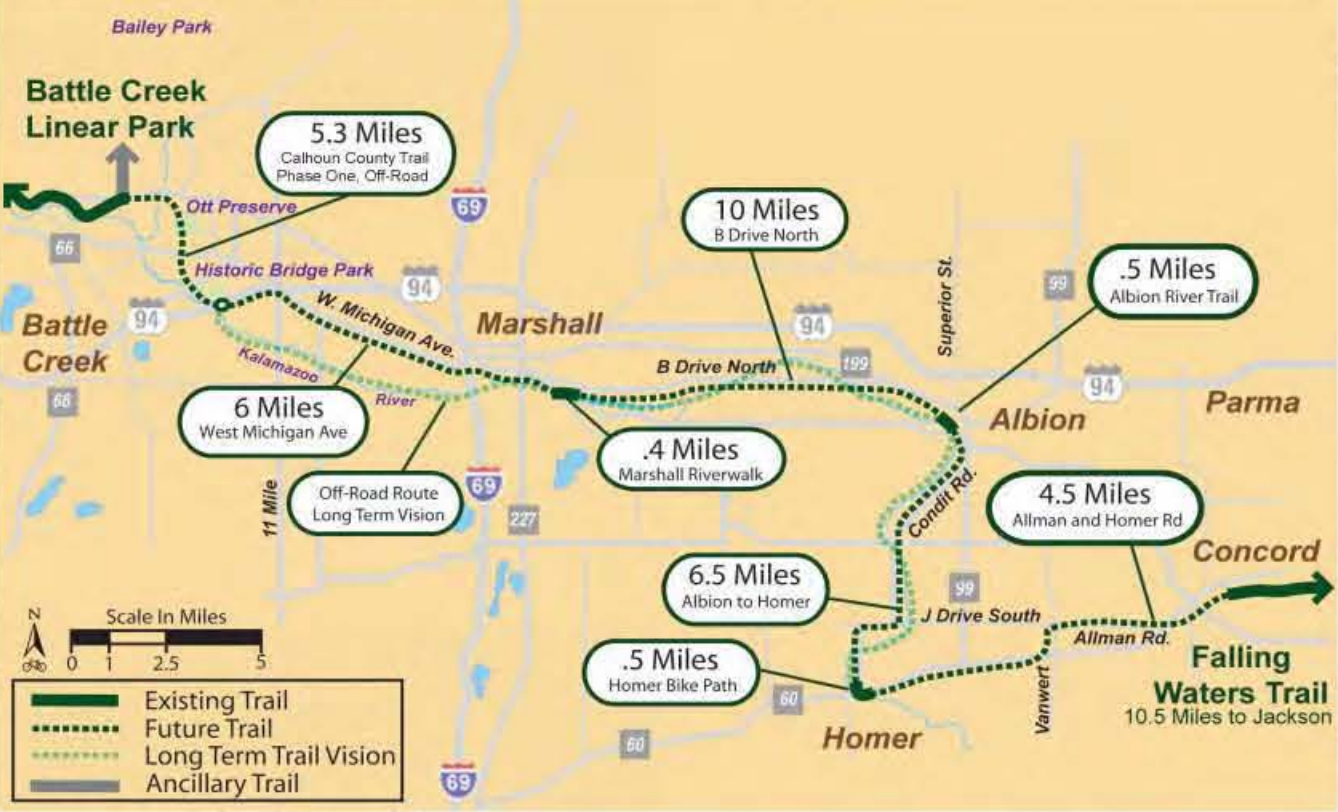 Bailey Park
Battle Creek
Linear Park
5.3 Miles
Calhoun County Trail
Phase One, Off-Road
Ott Preserve
69
66
10 Miles
B Drive North
Historic Bridge Park
94
Superior St.
99
.5 Miles
Albion River Trail
94
Battle
Creek
W. Michigan Ave.
Marshall
94
Kalamazoo
River
B Drive North
199
94
Parma
66
6 Miles
West Michigan Ave
Albion
.4 Miles
Marshall Riverwalk
69
Off-Road Route
Long Term Vision
11 Mile
227
Condit Rd.
4.5 Miles
Allman and Homer Rd
Concord
6.5 Miles
Albion to Homer
99
J Drive South
Allman Rd.
N
Scale In Miles
0 1 2.5 5
.5 Miles
Homer Bike Path
60
Vanwert
Falling
Waters Trail
10.5 Miles to Jackson
Homer
60
69
Existing Trail
Future Trail
Long Term Trail Vision
Ancillary Trail